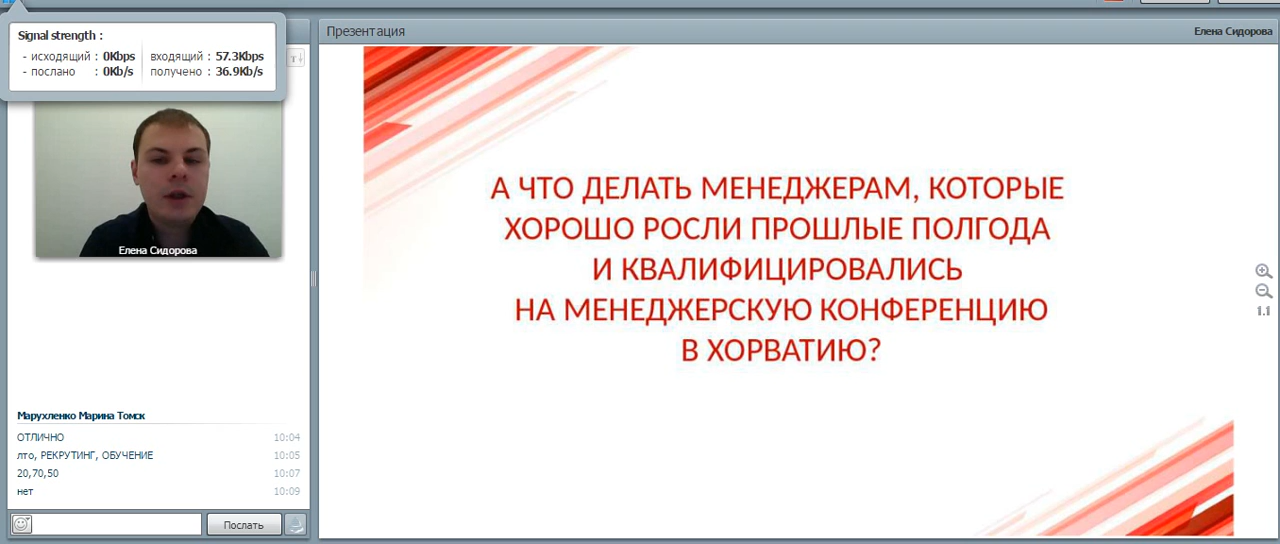 Signal strength :
- исходящий : 0Kbps входящий : 57.3Kbps
- послано : 0Kb/s получено : 36.9Kb/s
Елена Сидорова
Марухленко Марина Томск
ОТЛИЧНО 10:04
лто, РЕКРУТИНГ, ОБУЧЕНИЕ 10:05
20,70,50 10:07
нет 10:09
Послать
Презентация
Елена Сидорова
А ЧТО ДЕЛАТЬ МЕНЕДЖЕРАМ, КОТОРЫЕ
ХОРОШО РОСЛИ ПРОШЛЫЕ ПОЛГОДА
И КВАЛИФИЦИРОВАЛИСЬ
НА МЕНЕДЖЕРСКУЮ КОНФЕРЕНЦИЮ
В ХОРВАТИЮ?
1.1